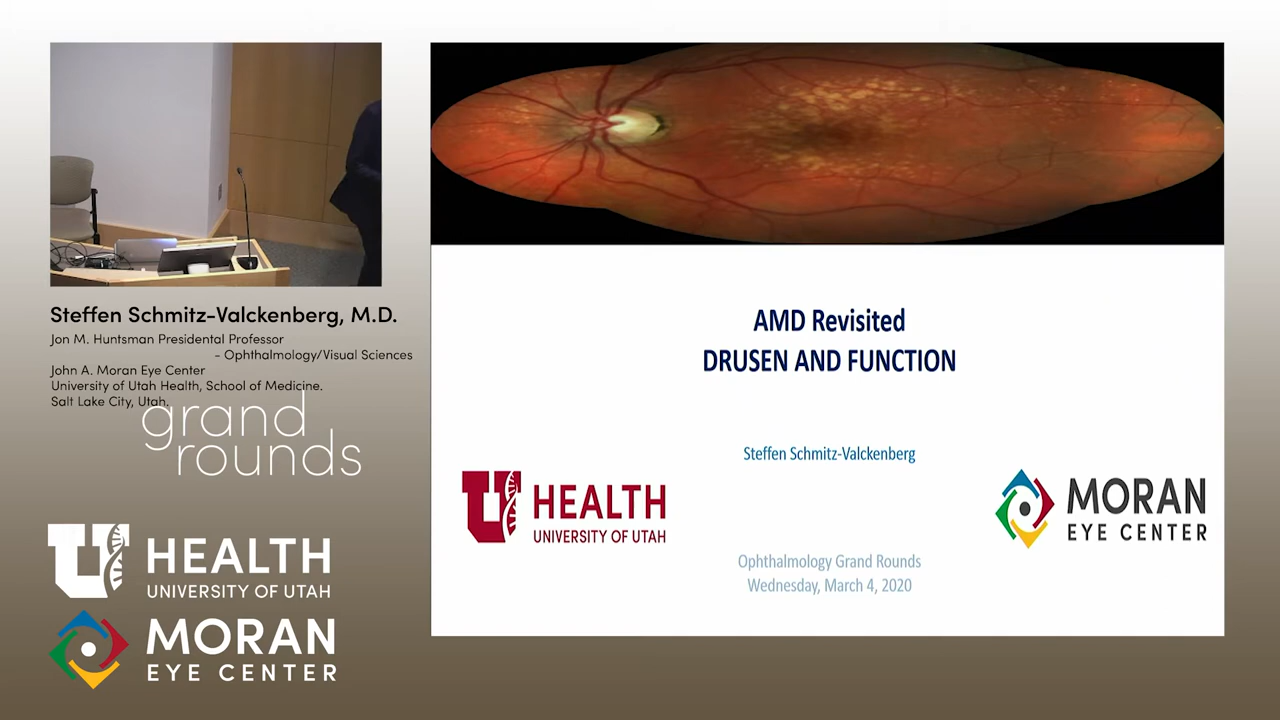 Steffen Schmitz-Valckenberg, M.D.
Jon M. Huntsman Presidental Professor
- Ophthalmology/Visual Sciences
John A. Moran Eye Center
University of Utah Health, School of Medicine.
Salt Lake City, Utah.
grand
rounds
U HEALTH
UNIVERSITY OF UTAH
MORAN
EYE CENTER
AMD Revisited
DRUSEN AND FUNCTION
Steffen Schmitz-Valckenberg
U HEALTH
UNIVERSITY OF UTAH
MORAN
EYE CENTER
Ophthalmology Grand Rounds
Wednesday, March 4, 2020